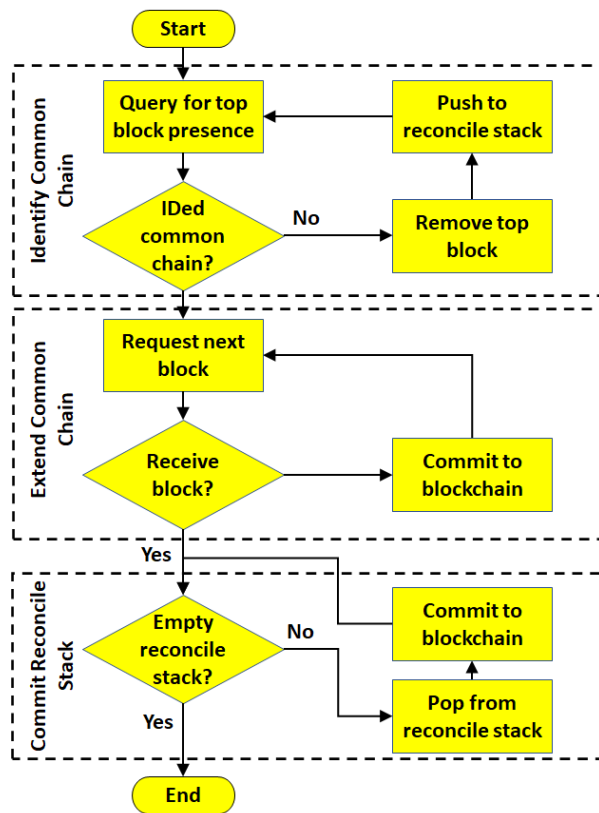 Start
Identify Common
Chain
Query for top
block presence
Push to
reconcile stack
IDed
common
chain?
No
Remove top
block
Extend Common
Chain
Request next
block
Receive
block?
Commit to
blockchain
Yes
Commit Reconcile
Stack
Empty
reconcile
stack?
No
Commit to
blockchain
Pop from
reconcile stack
Yes
End